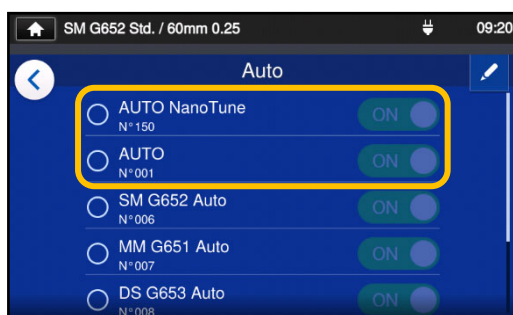 SM G652 Std. / 60mm 0.25 09:20
Auto
AUTO NanoTune ON
N°150
AUTO ON
N°001
SM G652 Auto ON
N°006
MM G651 Auto ON
N°007
DS G653 Auto ON
N°008